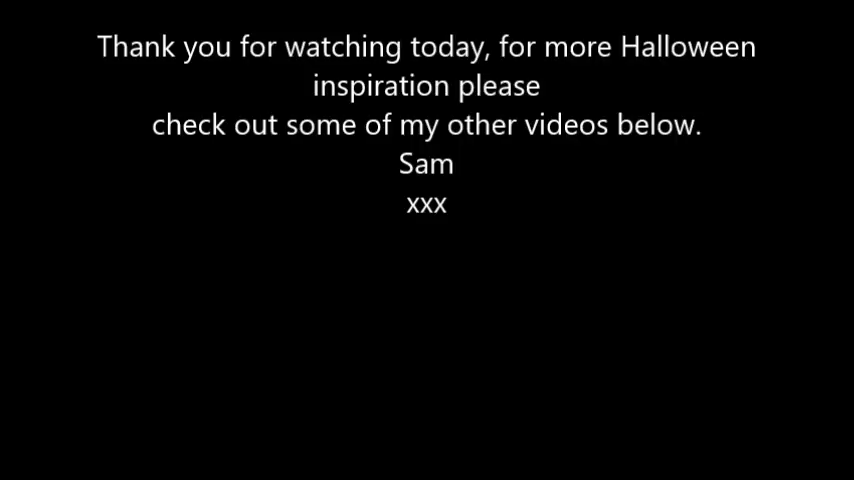 Thank you for watching today, for more Halloween
inspiration please
check out some of my other videos below.
Sam
xxx